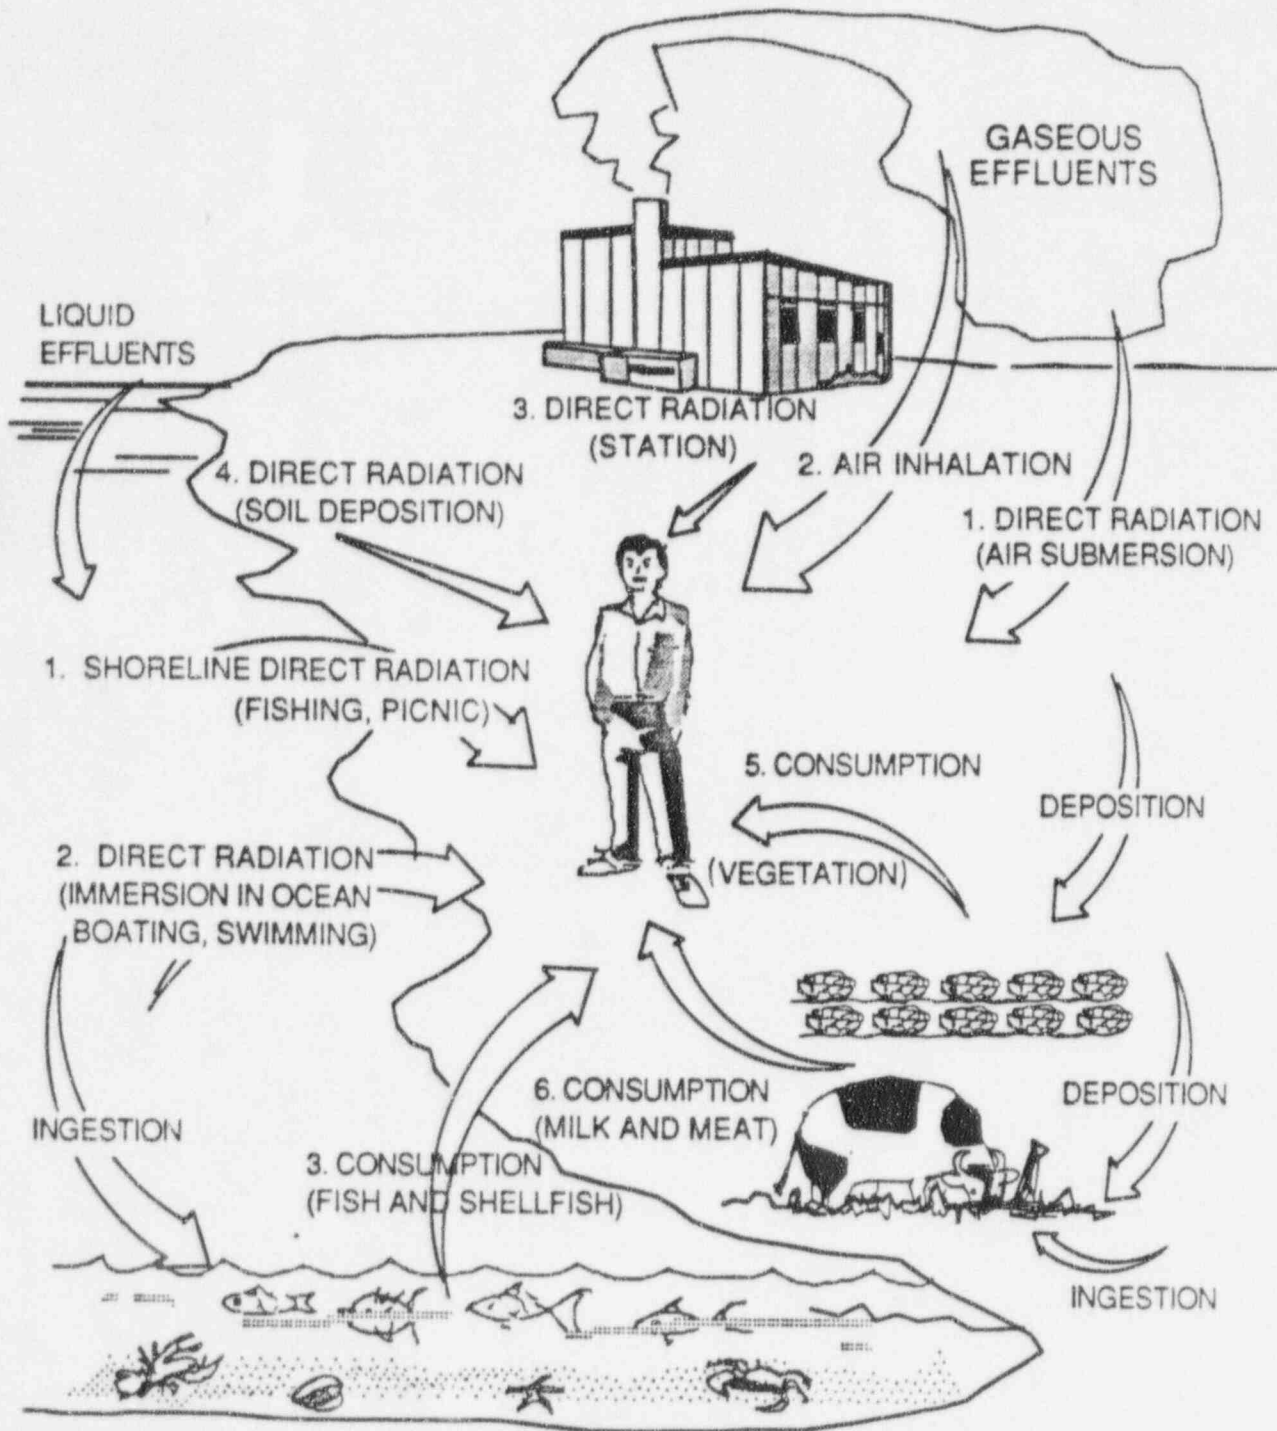 GASEOUS
EFFLUENTS
LIQUID
EFFLUENTS
3. DIRECT RADIATION
(STATION)
2. AIR INHALATION
4. DIRECT RADIATION
(SOIL DEPOSITION)
1. DIRECT RADIATION
(AIR SUBMERSION)
1. SHORELINE DIRECT RADIATION
(FISHING, PICNIC)
5. CONSUMPTION
DEPOSITION
2. DIRECT RADIATION
(IMMERSION IN OCEAN
BOATING, SWIMMING)
(VEGETATION)
6. CONSUMPTION
(MILK AND MEAT)
DEPOSITION
INGESTION
3. CONSUMPTION
(FISH AND SHELLFISH)
INGESTION